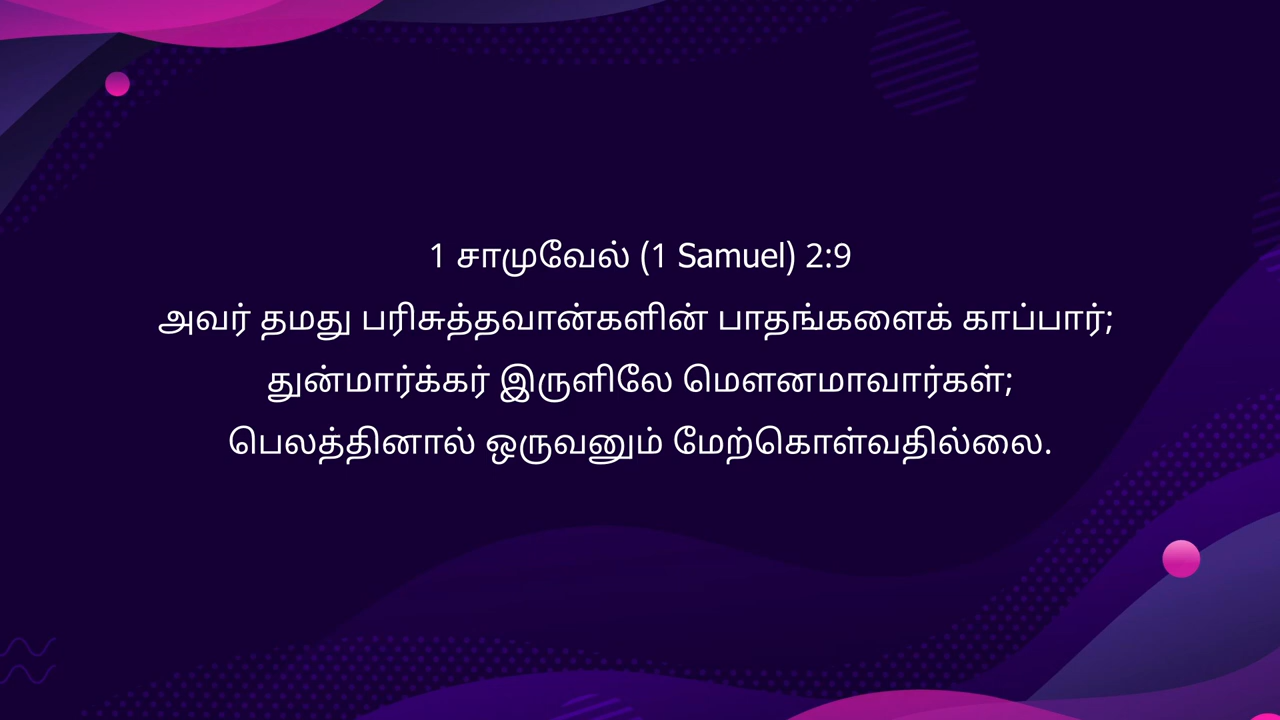 1 சாமுவேல் (1 Samuel) 2:9
அவர் தமது பரிசுத்தவான்களின் பாதங்களைக் காப்பார்;
துன்மார்க்கர் இருளிலே மௌனமாவார்கள்;
பெலத்தினால் ஒருவனும் மேற்கொள்வதில்லை.